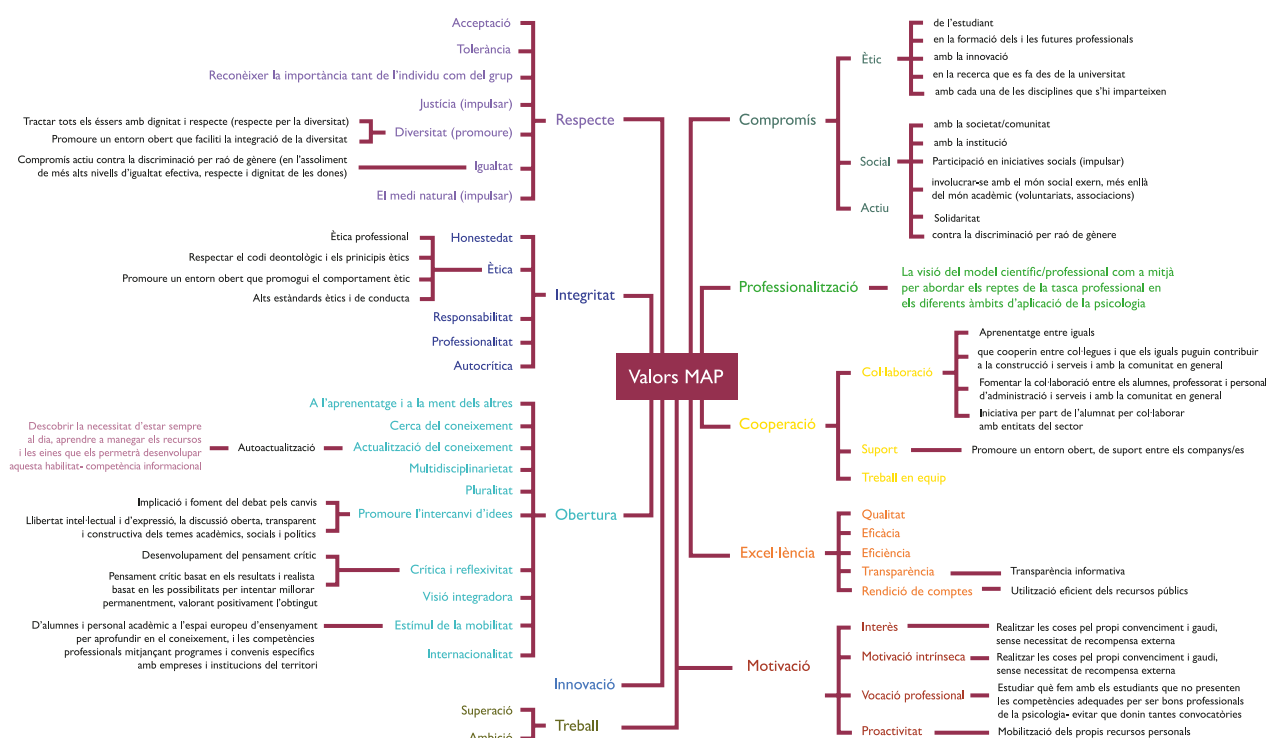 Valors MAP
Respecte
Acceptació
Tolerància
Reconèixer la importància tant de l'individu com del grup
Justícia (impulsar)
Diversitat (promoure)
Tractar tots els éssers amb dignitat i respecte (respecte per la diversitat)
Promoure un entorn obert que faciliti la integració de la diversitat
Igualtat
Compromís actiu contra la discriminació per raó de gènere (en l'assoliment
de més alts nivells d'igualtat efectiva, respecte i dignitat de les dones)
El medi natural (impulsar)
Integritat
Honestedat
Ètica
Ètica professional
Respectar el codi deontològic i els prinicipis ètics
Promoure un entorn obert que promogui el comportament ètic
Alts estàndards ètics i de conducta
Responsabilitat
Professionalitat
Autocrítica
Obertura
A l'aprenentatge i a la ment dels altres
Cerca del coneixement
Actualització del coneixement
Autoactualització
Descobrir la necessitat d'estar sempre
al dia, aprendre a manegar els recursos
i les eines que els permetrà desenvolupar
aquesta habilitat- competència informacional
Multidisciplinarietat
Pluralitat
Promoure l'intercanvi d'idees
Implicació i foment del debat pels canvis
Llibertat intel·lectual i d'expressió, la discussió oberta, transparent
i constructiva dels temes acadèmics, socials i polítics
Crítica i reflexivitat
Desenvolupament del pensament crític
Pensament crític basat en els resultats i realista
basat en les possibilitats per intentar millorar
permanentment, valorant positivament l'obtingut
Visió integradora
Estimul de la mobilitat
D'alumnes i personal acadèmic a l'espai europeu d'ensenyament
per aprofundir en el coneixement, i les competències
professionals mitjançant programes i convenis específics
amb empreses i institucions del territori
Internacionalitat
Innovació
Treball
Superació
Ambició
Compromís
Ètic
de l'estudiant
en la formació dels i les futures professionals
amb la innovació
en la recerca que es fa des de la universitat
amb cada una de les disciplines que s'hi imparteixen
Social
Actiu
amb la societat/comunitat
amb la institució
Participació en iniciatives socials (impulsar)
involucrar-se amb el món social exern, més enllà
del món acadèmic (voluntariats, associacions)
Solidaritat
contra la discriminació per raó de gènere
Professionalització
La visió del model científic/professional com a mitjà
per abordar els reptes de la tasca professional en
els diferents àmbits d'aplicació de la psicologia
Cooperació
Col·laboració
Aprenentatge entre iguals
que cooperin entre col·legues i que els iguals puguin contribuir
a la construcció i serveis i amb la comunitat en general
Fomentar la col·laboració entre els alumnes, professorat i personal
d'administració i serveis i amb la comunitat en general
Iniciativa per part de l'alumnat per col·laborar
amb entitats del sector
Suport
Promoure un entorn obert, de suport entre els companys/es
Treball en equip
Excel·lència
Qualitat
Eficàcia
Eficiència
Transparència
Transparència informativa
Rendició de comptes
Utilització eficient dels recursos públics
Motivació
Interès
Realitzar les coses pel propi convenciment i gaudi,
sense necessitat de recompensa externa
Motivació intrínseca
Realitzar les coses pel propi convenciment i gaudi,
sense necessitat de recompensa externa
Vocació professional
Estudiar què fem amb els estudiants que no presenten
les competències adequades per ser bons professionals
de la psicologia- evitar que donin tantes convocatòries
Proactivitat
Mobilització dels propis recursos personals